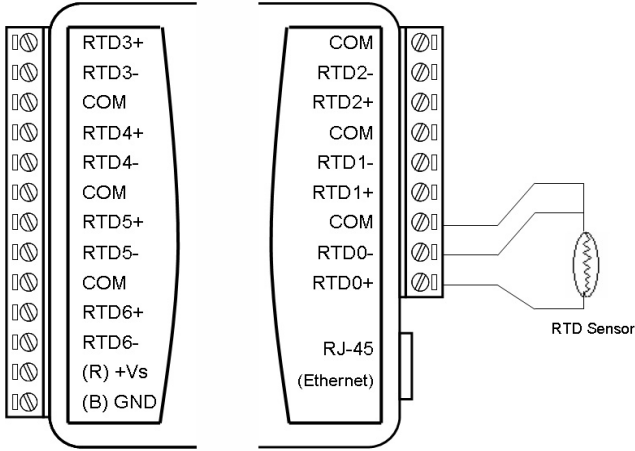 RTD3+
RTD3-
COM
RTD4+
RTD4-
COM
RTD5+
RTD5-
COM
RTD6+
RTD6-
(R) +Vs
(B) GND
COM
RTD2-
RTD2+
COM
RTD1-
RTD1+
COM
RTD0-
RTD0+
RJ-45
(Ethernet)
RTD Sensor